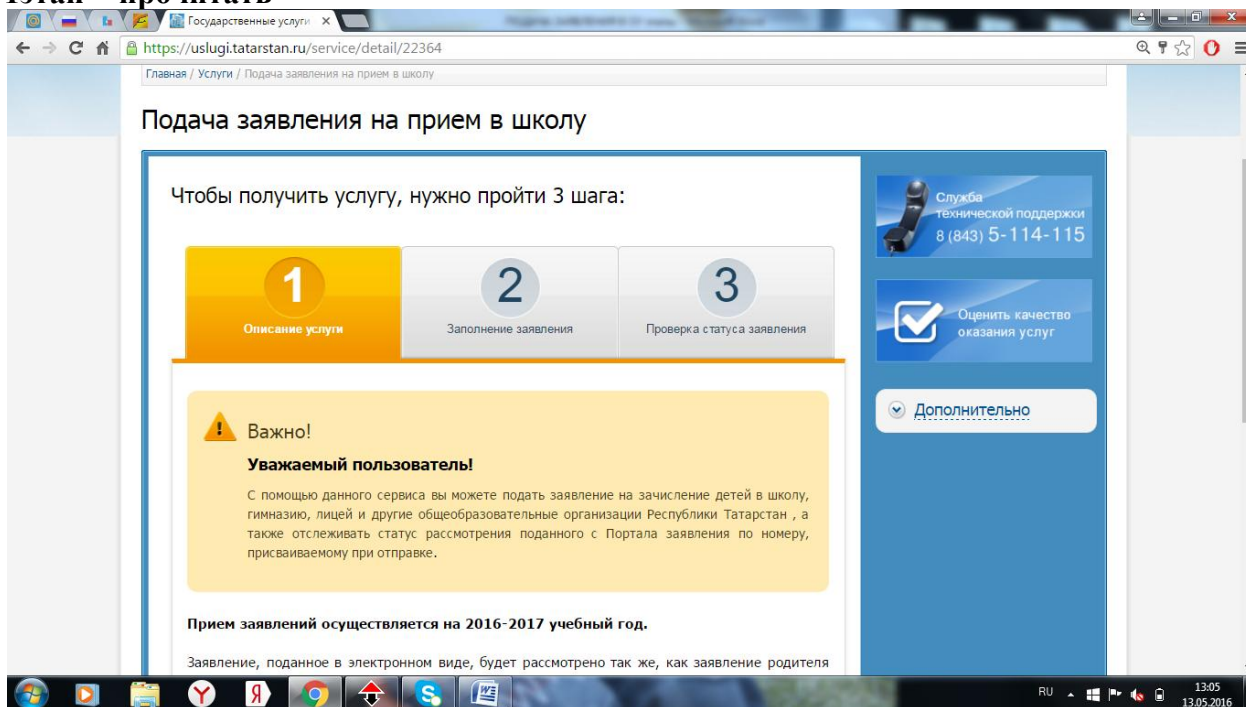 1этап – прочитать
Государственные услуги
https://uslugi.tatarstan.ru/service/detail/22364
Главная / Услуги / Подача заявления на прием в школу
Подача заявления на прием в школу
Чтобы получить услугу, нужно пройти 3 шага:
1
Описание услуги
2
Заполнение заявления
3
Проверка статуса заявления
Служба
технической поддержки
8 (843) 5-114-115
Оценить качество
оказания услуг
Дополнительно
Важно!
Уважаемый пользователь!
С помощью данного сервиса вы можете подать заявление на зачисление детей в школу,
гимназию, лицей и другие общеобразовательные организации Республики Татарстан , а
также отслеживать статус рассмотрения поданного с Портала заявления по номеру,
присваиваемому при отправке.
Прием заявлений осуществляется на 2016-2017 учебный год.
Заявление, поданное в электронном виде, будет рассмотрено так же, как заявление родителя
RU
13:05
13.05.2016